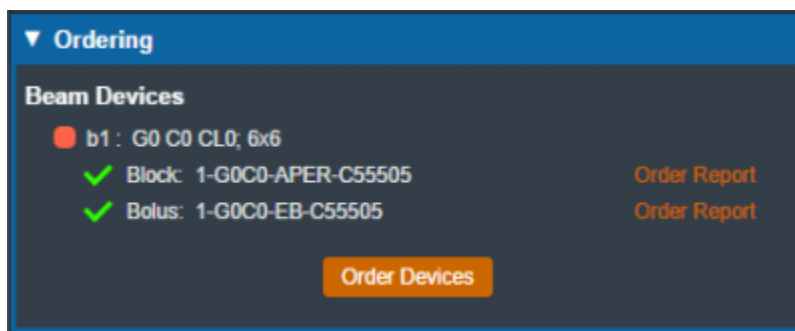 Ordering
Beam Devices
b1 : G0 C0 CL0; 6x6
Block: 1-G0C0-APER-C55505 Order Report
Bolus: 1-G0C0-EB-C55505 Order Report
Order Devices